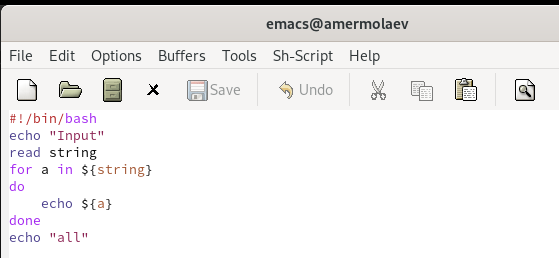 emacs@amermolaev
File Edit Options Buffers Tools Sh-Script Help
Save Undo
#!/bin/bash
echo "Input"
read string
for a in ${string}
do
    echo ${a}
done
echo "all"